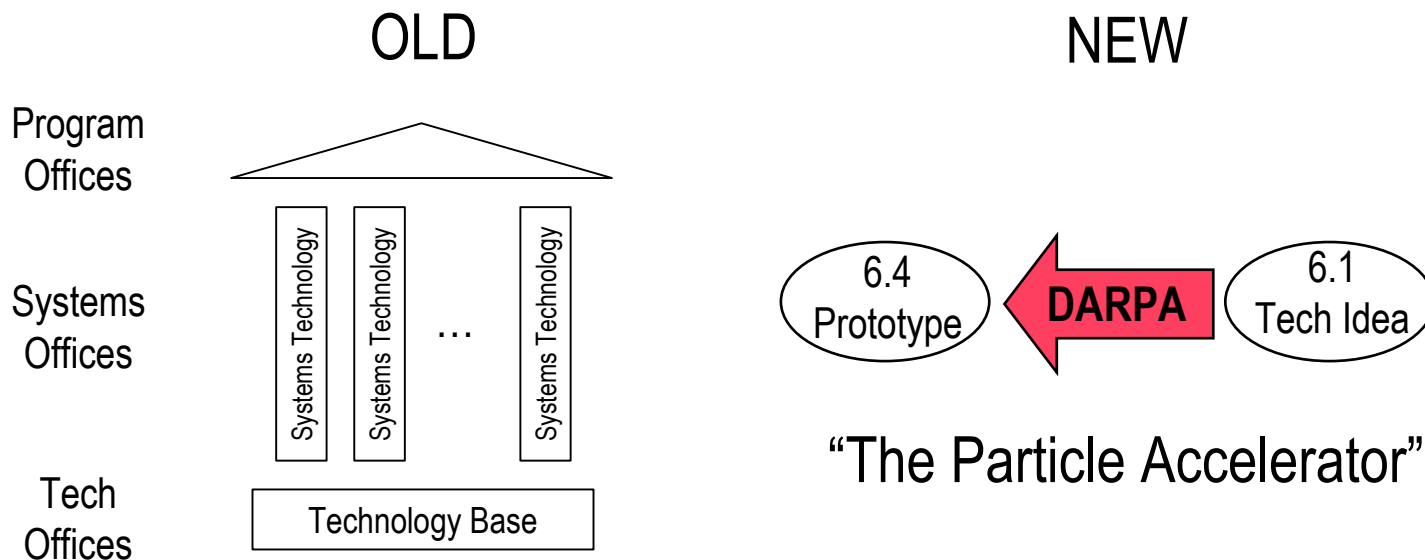 OLD
NEW
Program
Offices
Systems
Offices
Tech
Offices
Systems Technology
Systems Technology
…
Systems Technology
Technology Base
6.4
Prototype
DARPA
6.1
Tech Idea
“The Particle Accelerator”